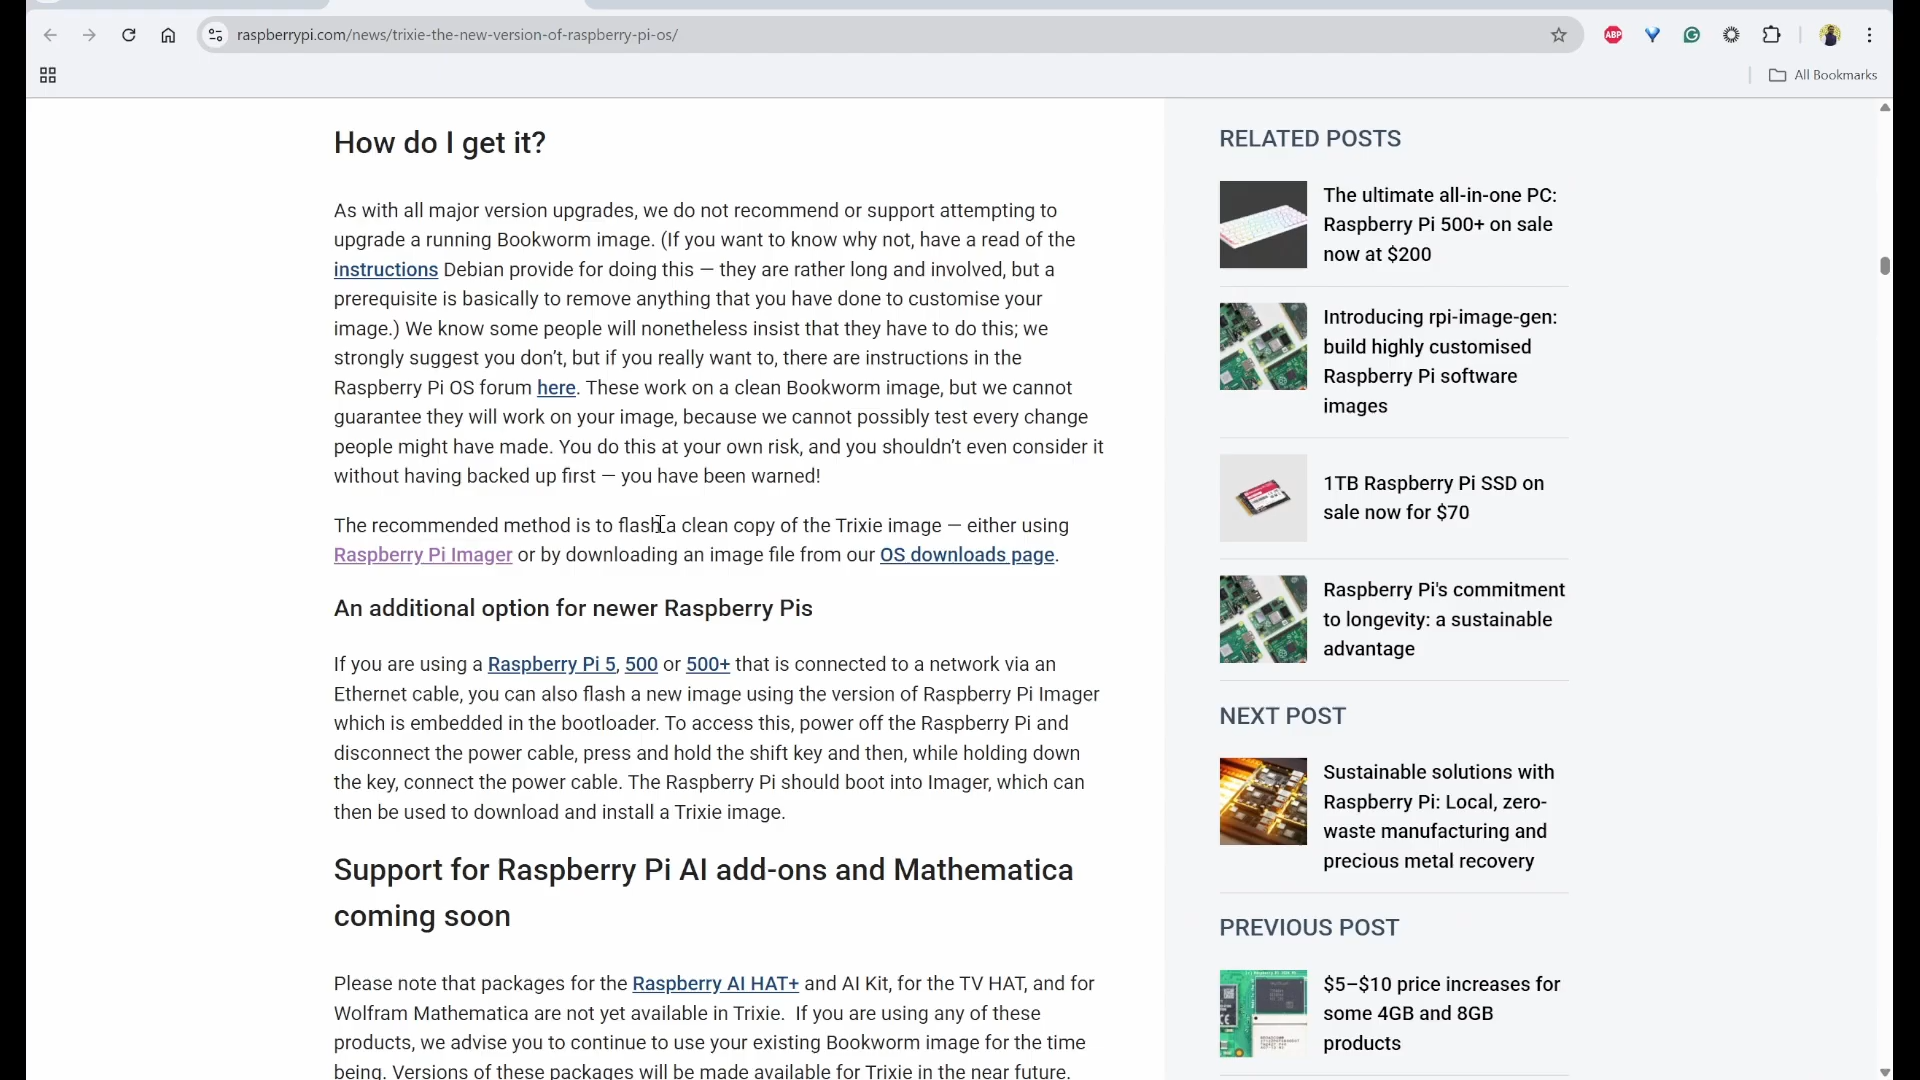 raspberrypi.com/news/trixie-the-new-version-of-raspberry-pi-os/
ABP
All Bookmarks
How do I get it?
As with all major version upgrades, we do not recommend or support attempting to
upgrade a running Bookworm image. (If you want to know why not, have a read of the
instructions Debian provide for doing this — they are rather long and involved, but a
prerequisite is basically to remove anything that you have done to customise your
image.) We know some people will nonetheless insist that they have to do this; we
strongly suggest you don’t, but if you really want to, there are instructions in the
Raspberry Pi OS forum here. These work on a clean Bookworm image, but we cannot
guarantee they will work on your image, because we cannot possibly test every change
people might have made. You do this at your own risk, and you shouldn’t even consider it
without having backed up first — you have been warned!
The recommended method is to flash a clean copy of the Trixie image — either using
Raspberry Pi Imager or by downloading an image file from our OS downloads page.
An additional option for newer Raspberry Pis
If you are using a Raspberry Pi 5, 500 or 500+ that is connected to a network via an
Ethernet cable, you can also flash a new image using the version of Raspberry Pi Imager
which is embedded in the bootloader. To access this, power off the Raspberry Pi and
disconnect the power cable, press and hold the shift key and then, while holding down
the key, connect the power cable. The Raspberry Pi should boot into Imager, which can
then be used to download and install a Trixie image.
Support for Raspberry Pi AI add-ons and Mathematica
coming soon
Please note that packages for the Raspberry AI HAT+ and AI Kit, for the TV HAT, and for
Wolfram Mathematica are not yet available in Trixie. If you are using any of these
products, we advise you to continue to use your existing Bookworm image for the time
being. Versions of these packages will be made available for Trixie in the near future.
RELATED POSTS
The ultimate all-in-one PC:
Raspberry Pi 500+ on sale
now at $200
Introducing rpi-image-gen:
build highly customised
Raspberry Pi software
images
1TB Raspberry Pi SSD on
sale now for $70
Raspberry Pi's commitment
to longevity: a sustainable
advantage
NEXT POST
Sustainable solutions with
Raspberry Pi: Local, zero-
waste manufacturing and
precious metal recovery
PREVIOUS POST
$5–$10 price increases for
some 4GB and 8GB
products